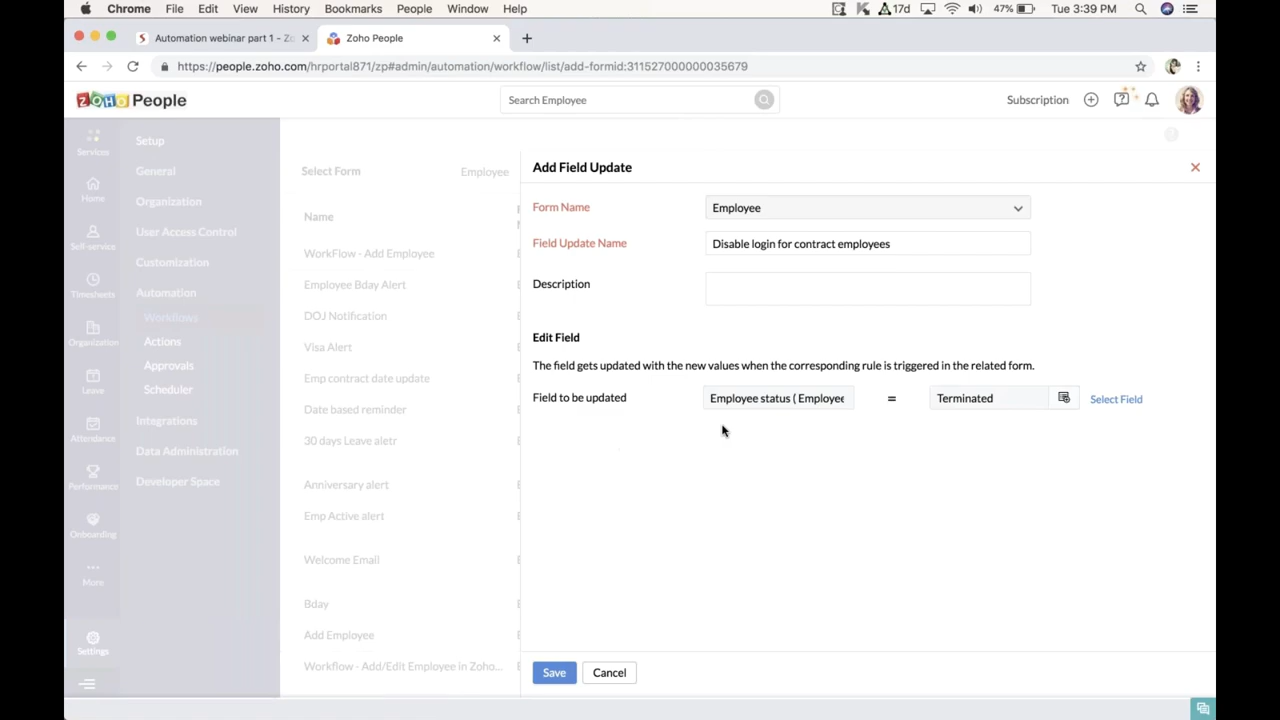 Chrome File Edit View History Bookmarks People Window Help 17d 47% Tue 3:39 PM
Automation webinar part 1 - Zo
Zoho People
https://people.zoho.com/hrportal871/zp#admin/automation/workflow/list/add-formid:311527000000035679
ZOHO People
Search Employee
Subscription
Services
Home
Self-service
Timesheets
Organization
Leave
Attendance
Performance
Onboarding
More
Settings
Setup
General
Organization
User Access Control
Customization
Automation
Workflows
Actions
Approvals
Scheduler
Integrations
Data Administration
Developer Space
Select Form Employee
Name
WorkFlow - Add Employee
Employee Bday Alert
DOJ Notification
Visa Alert
Emp contract date update
Date based reminder
30 days Leave aletr
Anniversary alert
Emp Active alert
Welcome Email
Bday
Add Employee
Workflow - Add/Edit Employee in Zoho...
Add Field Update
Form Name Employee
Field Update Name Disable login for contract employees
Description
Edit Field
The field gets updated with the new values when the corresponding rule is triggered in the related form.
Field to be updated Employee status ( Employee = Terminated Select Field
Save Cancel